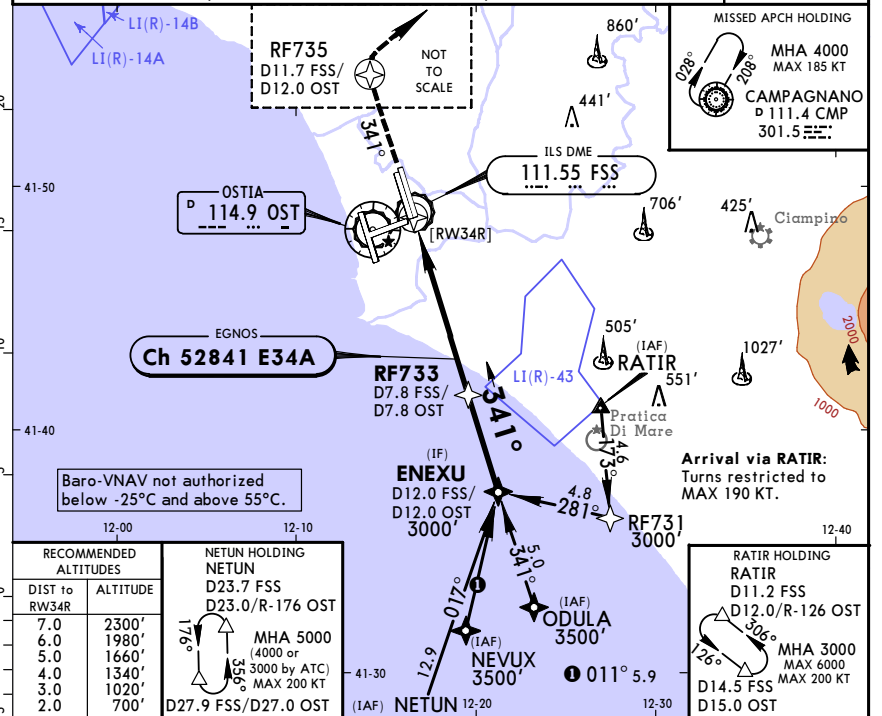 LI(R)-14B
LI(R)-14A
RF735
D11.7 FSS/
D12.0 OST
NOT
TO
SCALE
341°
860'
441'
MISSED APCH HOLDING
028°
208°
MHA 4000
MAX 185 KT
CAMPAGNANO
D 111.4 CMP
301.5
41-50
OSTIA
D 114.9 OST
ILS DME
111.55 FSS
[RW34R]
706'
425'
Ciampino
EGNOS
Ch 52841 E34A
RF733
D7.8 FSS/
D7.8 OST
341°
LI(R)-43
505'
(IAF)
RATIR
551'
1027'
2000
1000
Pratica
Di Mare
4.6
173°
41-40
Baro-VNAV not authorized
below -25°C and above 55°C.
(IF)
ENEXU
D12.0 FSS/
D12.0 OST
3000'
4.8
281°
RF731
3000'
Arrival via RATIR:
Turns restricted to
MAX 190 KT.
12-00
12-10
12-40
5.0
341°
017°
1
12.9
(IAF)
ODULA
3500'
(IAF)
NEVUX
3500'
1 011° 5.9
41-30
(IAF) NETUN
12-20
12-30
RECOMMENDED
ALTITUDES
DIST to
RW34R
ALTITUDE
7.0 2300'
6.0 1980'
5.0 1660'
4.0 1340'
3.0 1020'
2.0 700'
NETUN HOLDING
NETUN
D23.7 FSS
D23.0/R-176 OST
176°
356°
MHA 5000
(4000 or
3000 by ATC)
MAX 200 KT
D27.9 FSS/D27.0 OST
RATIR HOLDING
RATIR
D11.2 FSS
D12.0/R-126 OST
306°
126°
MHA 3000
MAX 6000
MAX 200 KT
D14.5 FSS
D15.0 OST